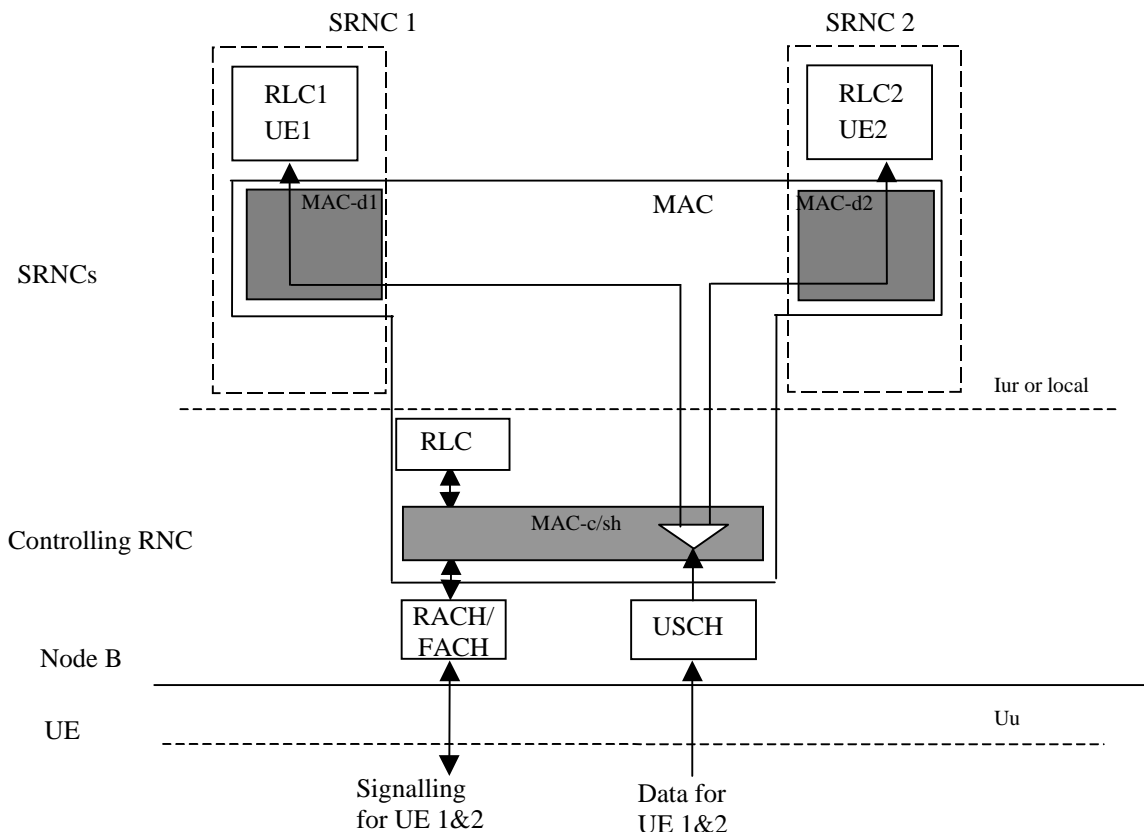 SRNC 1
SRNC 2
RLC1
UE1
RLC2
UE2
MAC-d1
MAC
MAC-d2
SRNCs
Iur or local
RLC
MAC-c/sh
Controlling RNC
RACH/
FACH
USCH
Node B
UE
Uu
Signalling
for UE 1&2
Data for
UE 1&2